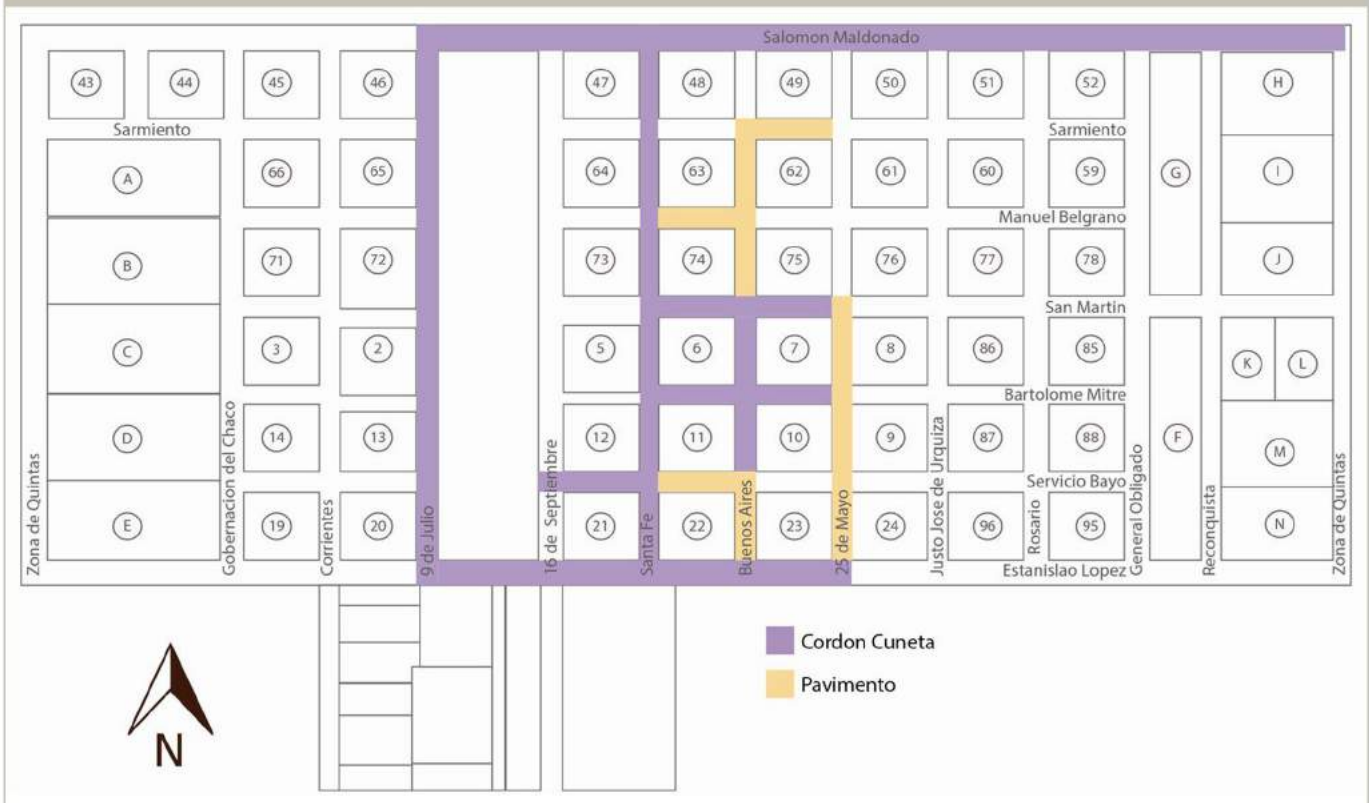 Salomon Maldonado
43 44 45 46 47 48 49 50 51 52 H
Sarmiento Sarmiento
A 66 65 64 63 62 61 60 59 G I
Manuel Belgrano
B 71 72 73 74 75 76 77 78 J
San Martin
C 3 2 5 6 7 8 86 85 K L
Bartolome Mitre
D 14 13 12 11 10 9 87 88 F M
Servicio Bayo
E 19 20 21 22 23 24 96 95 N
Estanislao Lopez
Zona de Quintas
Gobernacion del Chaco
Corrientes
9 de Julio
16 de Septiembre
Santa Fe
Buenos Aires
25 de Mayo
Justo Jose de Urquiza
Rosario
General Obligado
Reconquista
Zona de Quintas
Cordon Cuneta
Pavimento
N